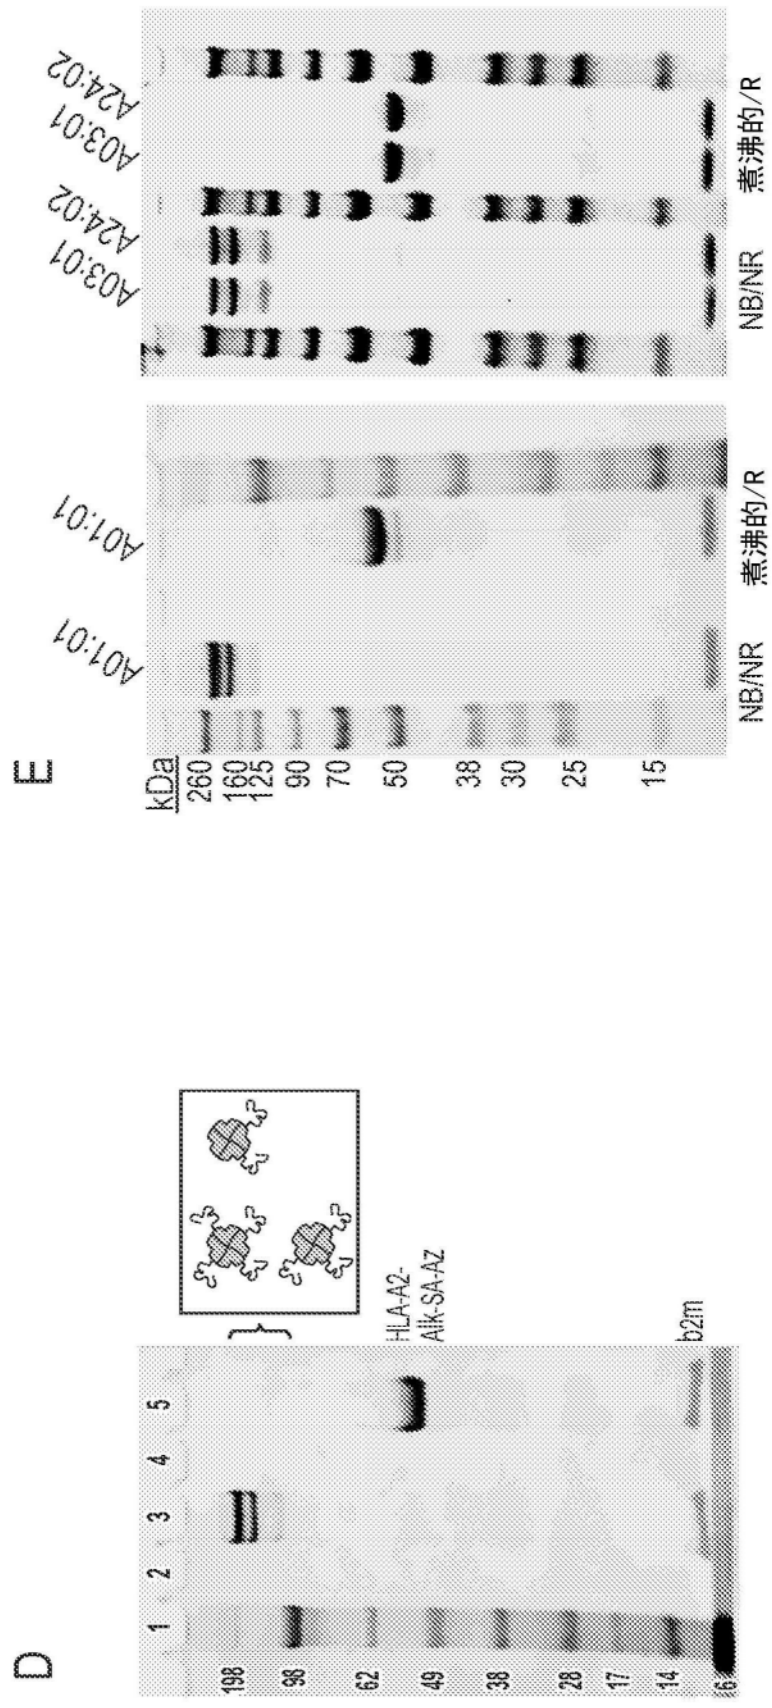 D
1 2 3 4 5
198
98
62
49
38
28
17
14
6
HLA-A2-
Alk-SA-AZ
b2m
E
kDa
260
160
125
90
70
50
38
30
25
15
A01:01 A01:01
NB/NR 煮沸的/R
A03:01 A24:02 A03:01 A24:02
NB/NR 煮沸的/R